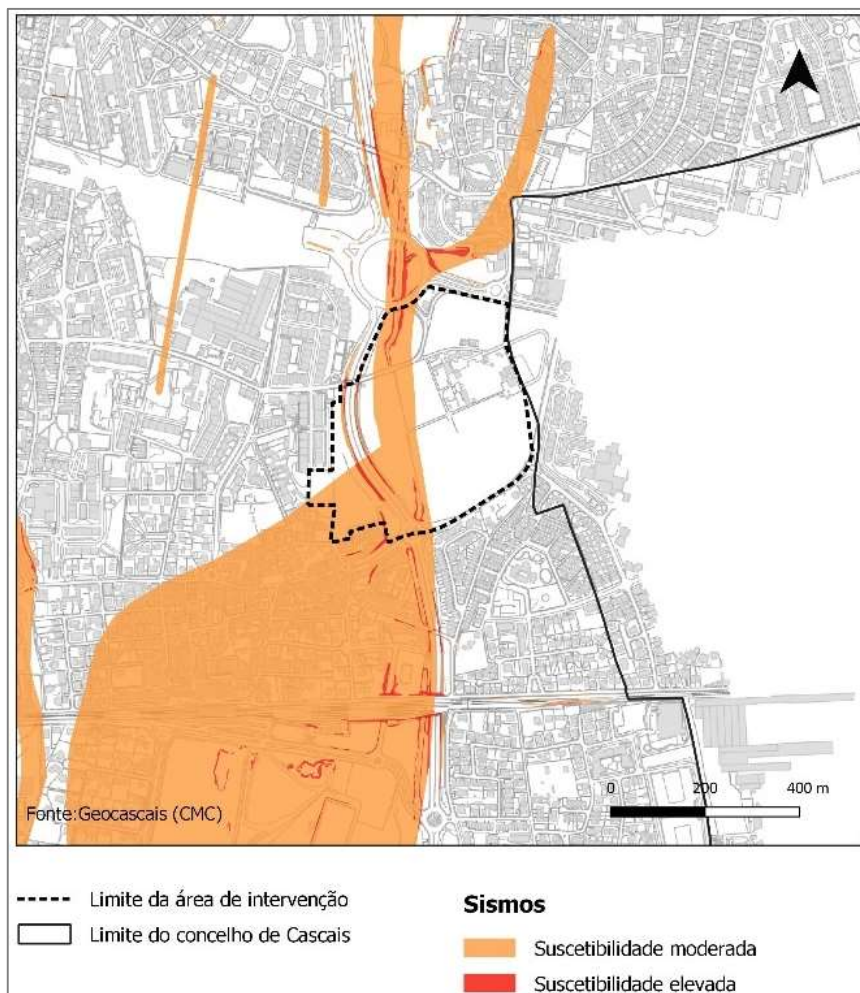 0 200 400 m
Fonte:Geocascais (CMC)
Limite da área de intervenção
Limite do concelho de Cascais
Sismos
Suscetibilidade moderada
Suscetibilidade elevada